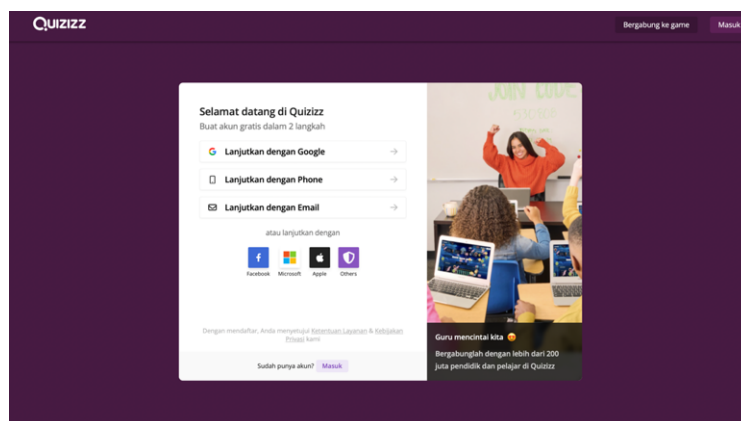 QUIZIZZ
Bergabung ke game
Masuk
Selamat datang di Quizizz
Buat akun gratis dalam 2 langkah
Lanjutkan dengan Google
Lanjutkan dengan Phone
Lanjutkan dengan Email
atau lanjutkan dengan
Facebook Microsoft Apple Others
Dengan mendaftar, Anda menyetujui Ketentuan Layanan & Kebijakan
Privasi kami
Sudah punya akun? Masuk
JOIN CODE
Guru mencintai kita
Bergabunglah dengan lebih dari 200
juta pendidik dan pelajar di Quizizz